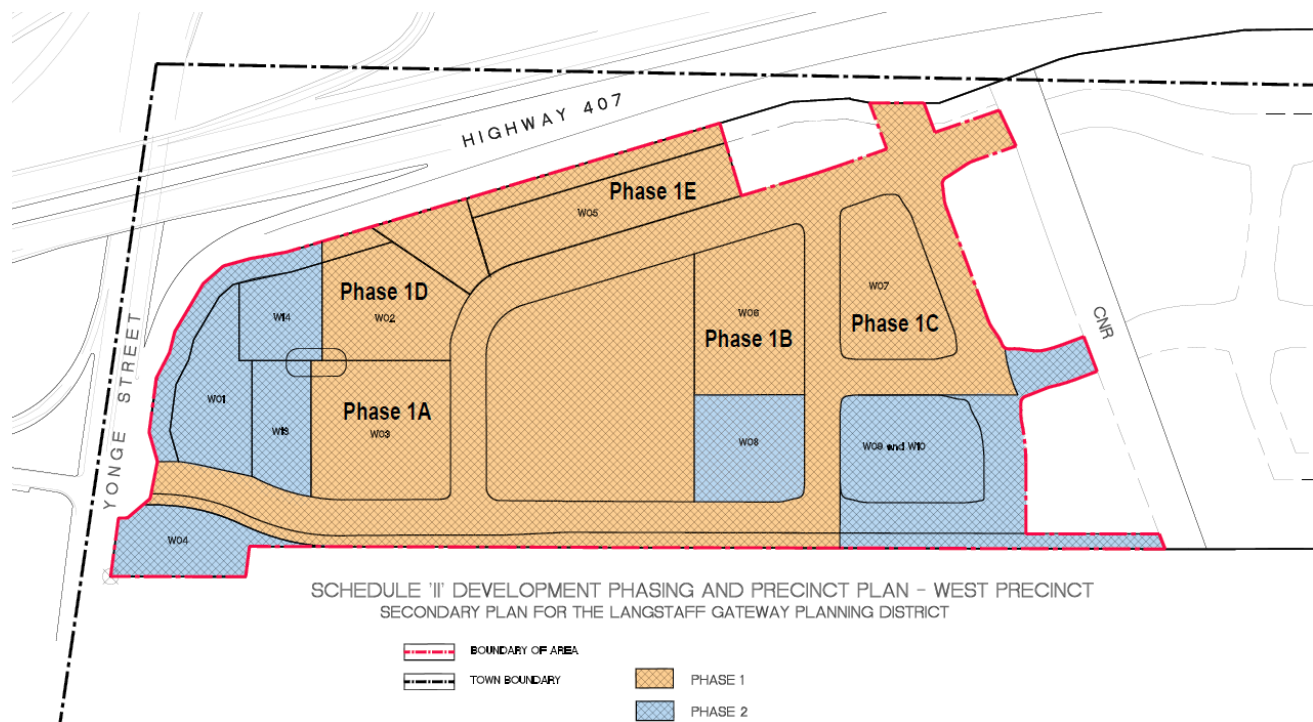 HIGHWAY 407
Phase 1E
W05
Phase 1D
W02
W14
W07
Phase 1C
W06
Phase 1B
CNR
YONGE STREET
W01
W13
Phase 1A
W03
W08
W09 and W10
W04
SCHEDULE 'II' DEVELOPMENT PHASING AND PRECINCT PLAN - WEST PRECINCT
SECONDARY PLAN FOR THE LANGSTAFF GATEWAY PLANNING DISTRICT
BOUNDARY OF AREA
TOWN BOUNDARY
PHASE 1
PHASE 2